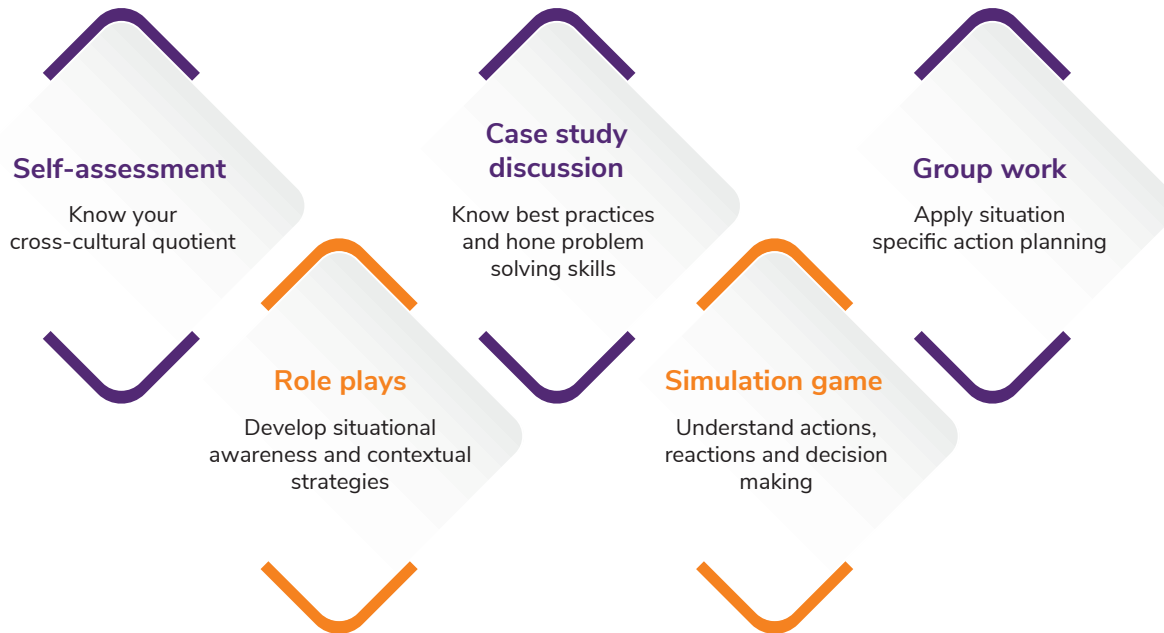 Self-assessment
Know your
cross-cultural quotient
Role plays
Develop situational
awareness and contextual
strategies
Case study
discussion
Know best practices
and hone problem
solving skills
Simulation game
Understand actions,
reactions and decision
making
Group work
Apply situation
specific action planning